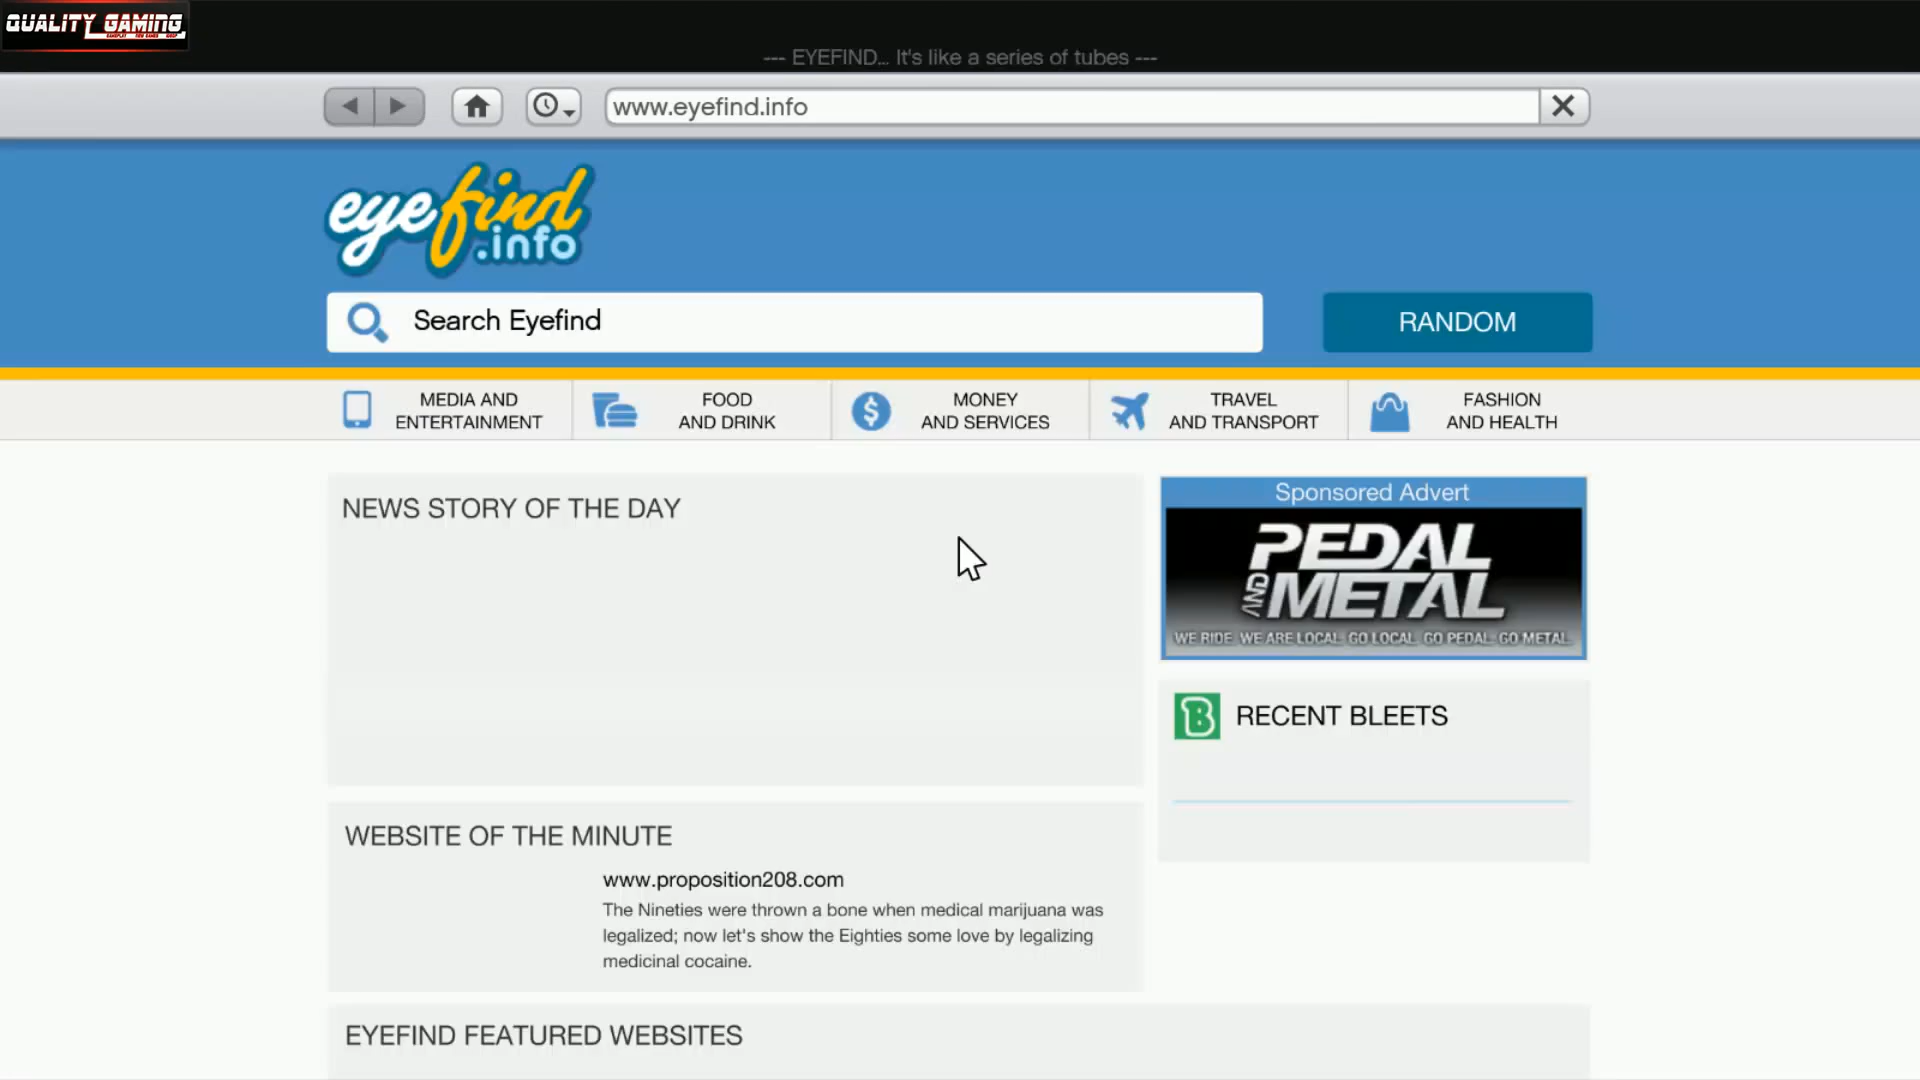 QUALITY GAMING
--- EYEFIND... It's like a series of tubes ---
www.eyefind.info
eyefind
.info
Search Eyefind
RANDOM
MEDIA AND
ENTERTAINMENT
FOOD
AND DRINK
MONEY
AND SERVICES
TRAVEL
AND TRANSPORT
FASHION
AND HEALTH
NEWS STORY OF THE DAY
Sponsored Advert
PEDAL
AND METAL
WE RIDE. WE ARE LOCAL. GO LOCAL. GO PEDAL. GO METAL.
B RECENT BLEETS
WEBSITE OF THE MINUTE
www.proposition208.com
The Nineties were thrown a bone when medical marijuana was
legalized; now let's show the Eighties some love by legalizing
medicinal cocaine.
EYEFIND FEATURED WEBSITES